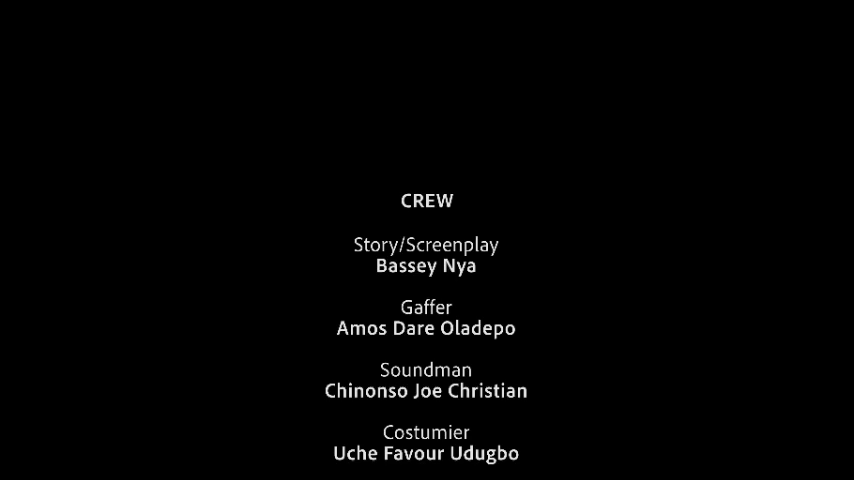 CREW
Story/Screenplay
Bassey Nya
Gaffer
Amos Dare Oladepo
Soundman
Chinonso Joe Christian
Costumier
Uche Favour Udugbo